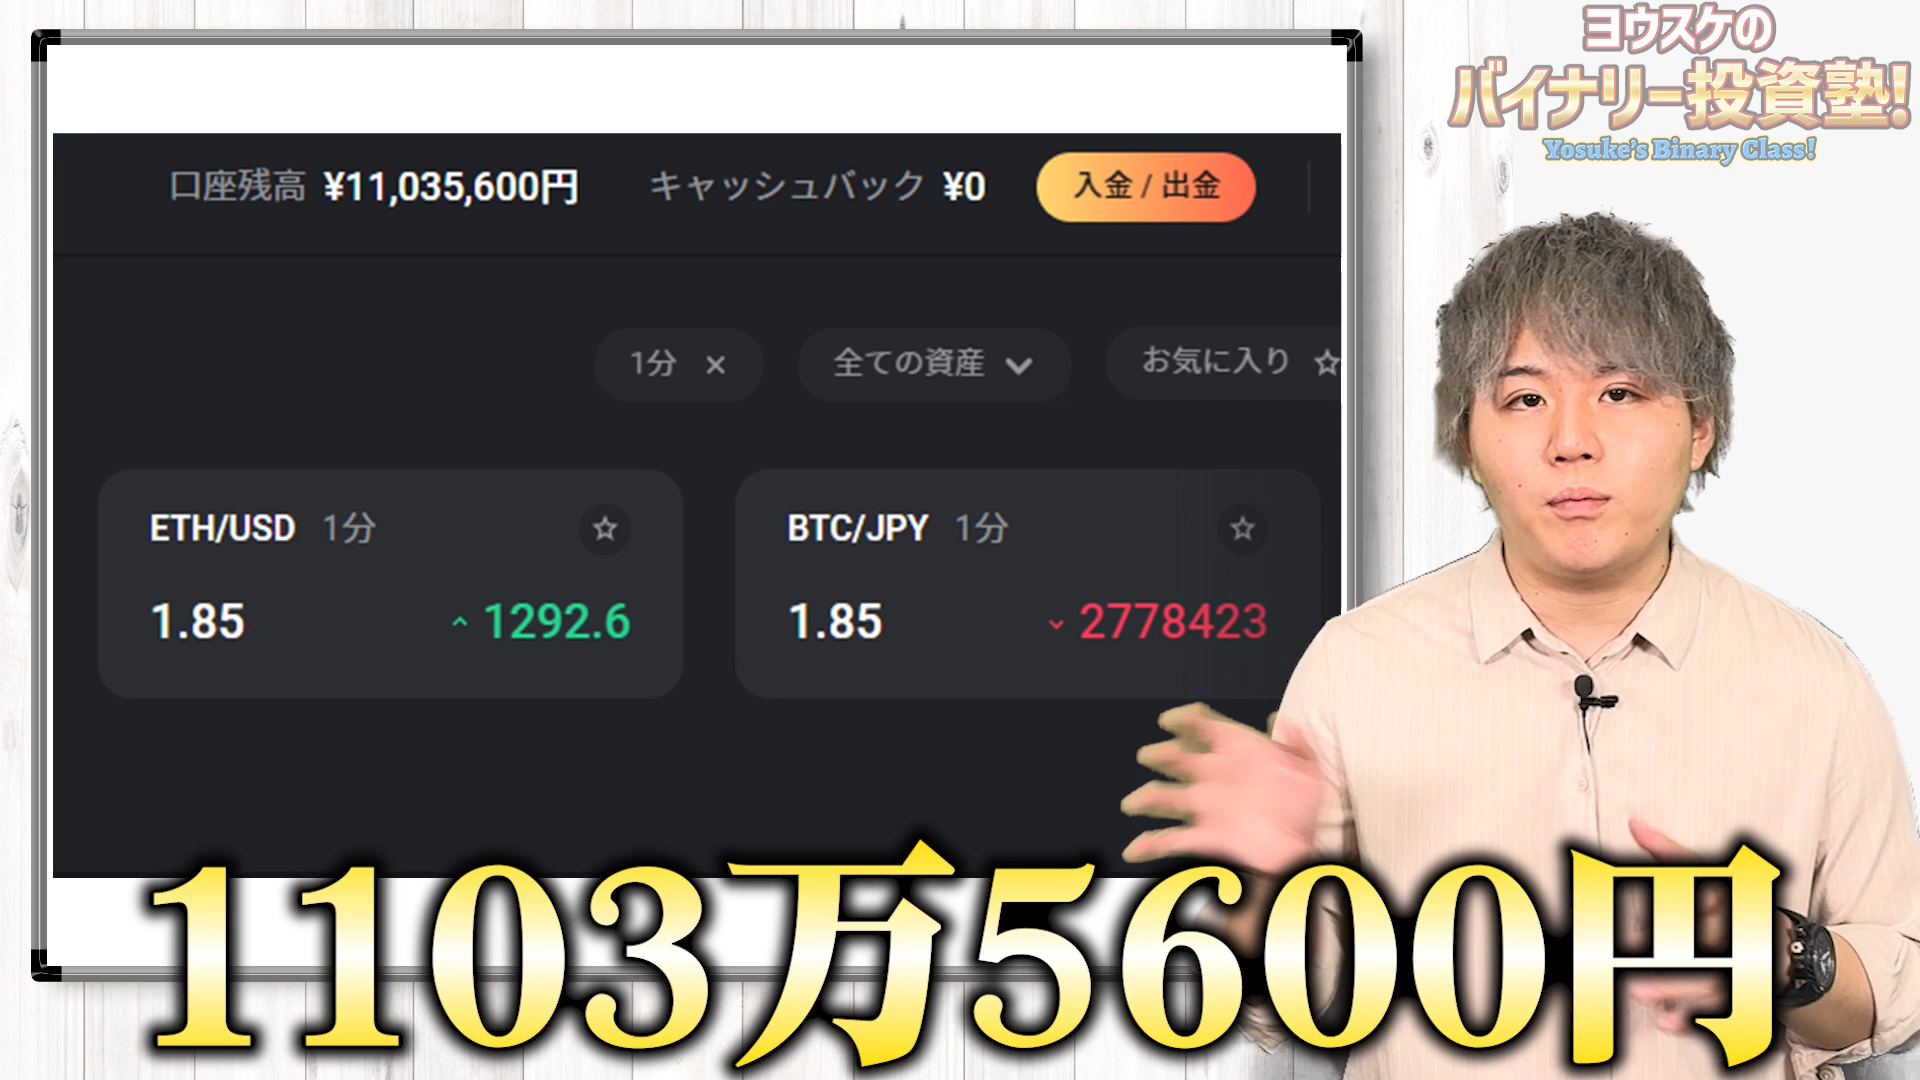 ヨウスケの
バイナリー投資塾!
Yosuke's Binary Class!
口座残高 ¥11,035,600円 キャッシュバック ¥0 入金 / 出金
1分 × 全ての資産 お気に入り
ETH/USD 1分
1.85 1292.6
BTC/JPY 1分
1.85 2778423
1103万5600円